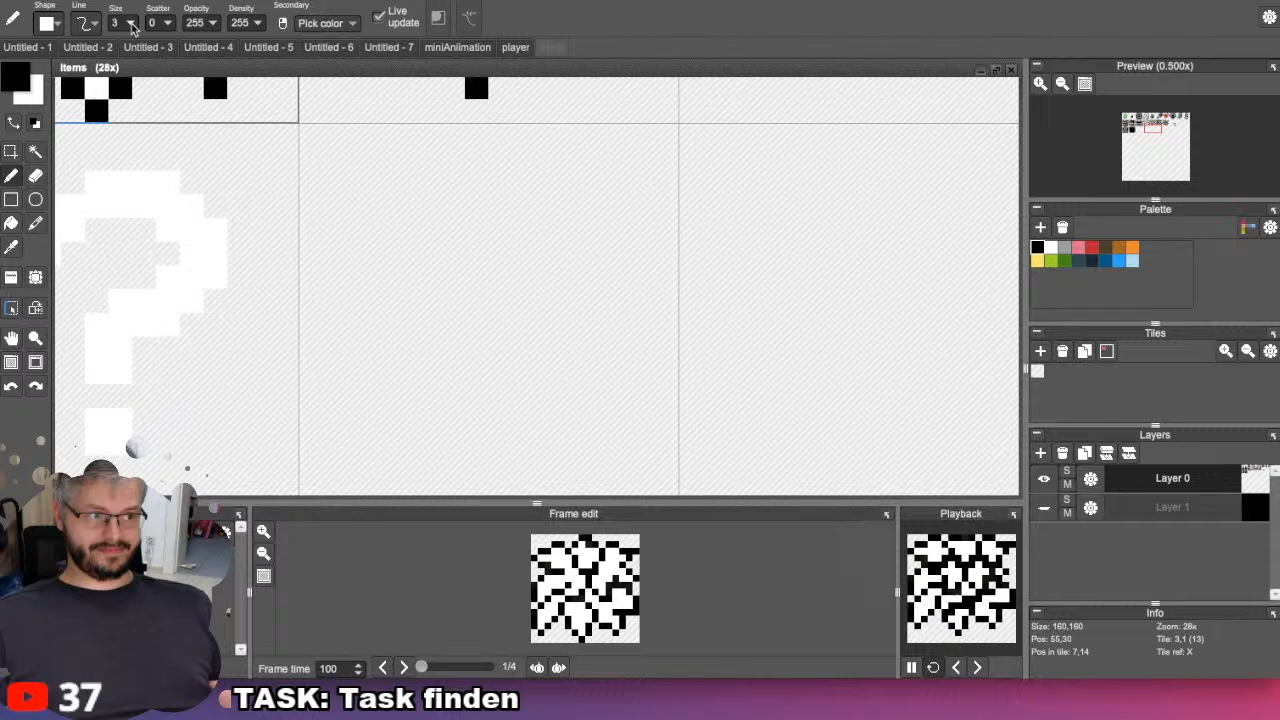 Shape Line Size Scatter Opacity Density Secondary
3 0 255 255 Pick color Live update
Untitled - 1 Untitled - 2 Untitled - 3 Untitled - 4 Untitled - 5 Untitled - 6 Untitled - 7 miniAniimation player
Items (28x)
Preview (0.500x)
Palette
Tiles
Layers
S
M
Layer 0
S
M
Layer 1
Frame edit
Playback
Frame time 100 1/4
Info
Size: 160,160 Zoom: 28x
Pos: 55,30 Tile: 3,1 (13)
Pos in tile: 7,14 Tile ref: X
37 TASK: Task finden